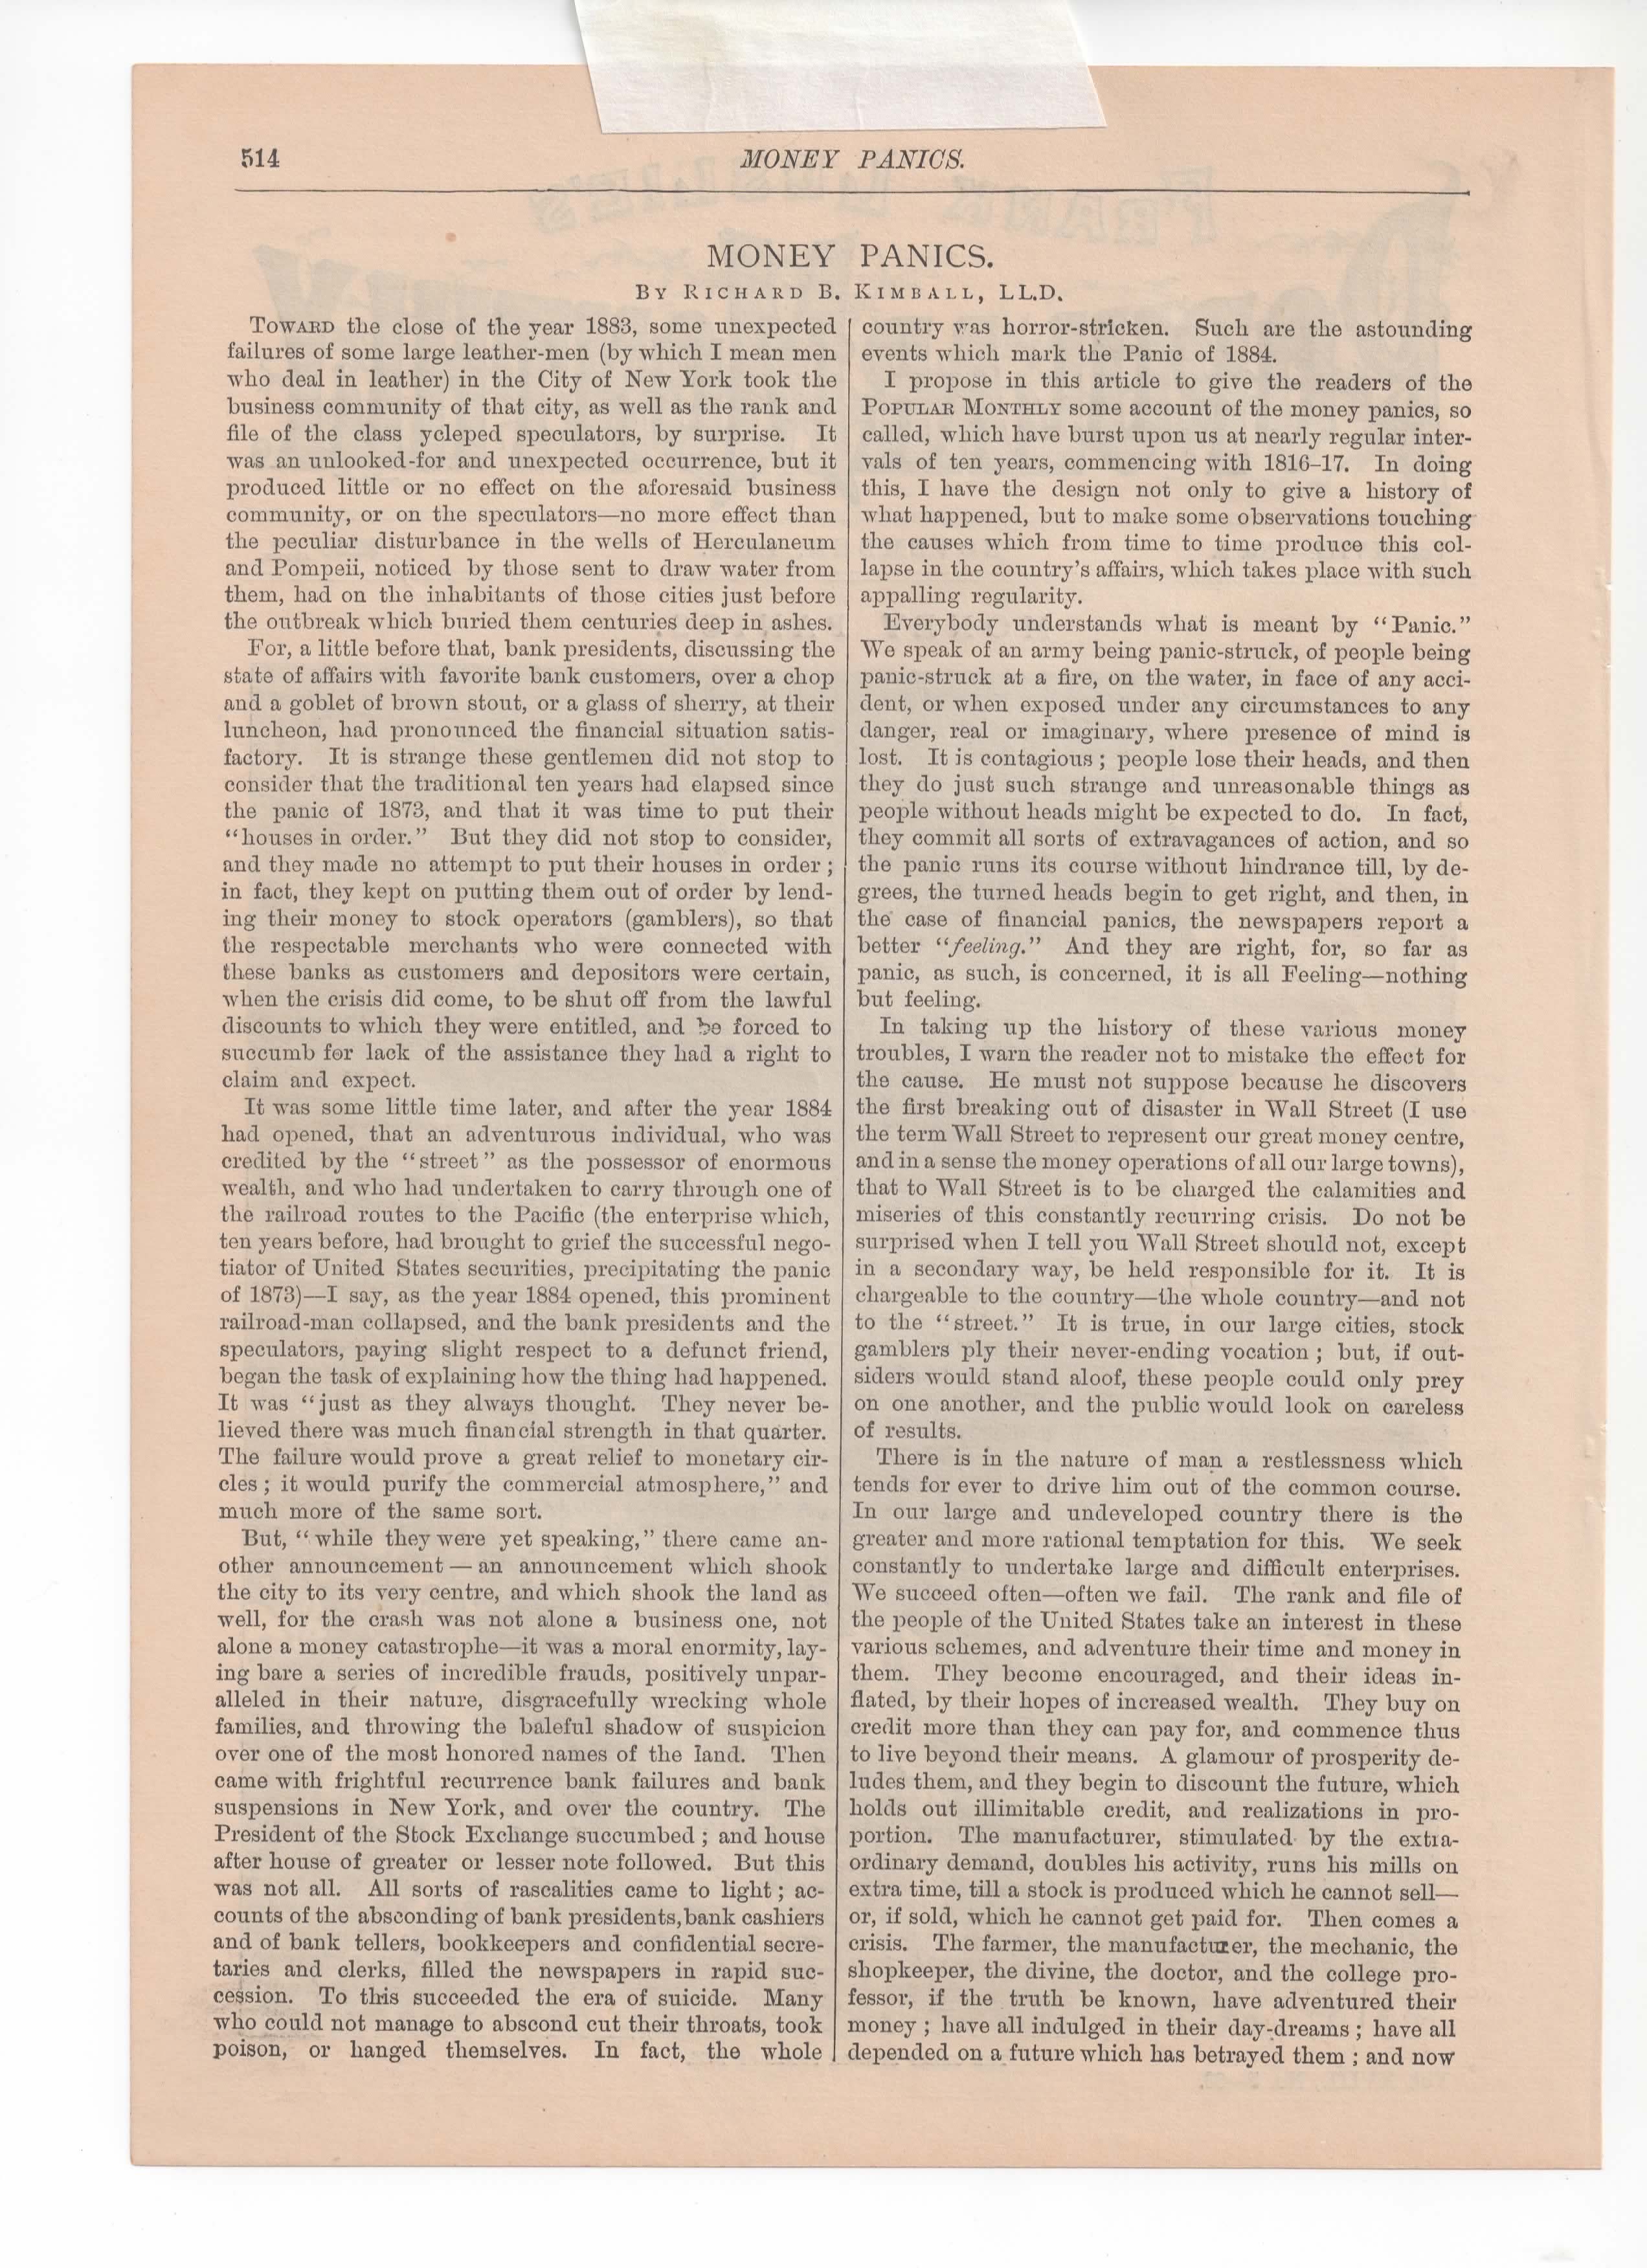 514
MONEY PANICS.
MONEY PANICS.
BY RICHARD B. KIMBALL, LL.D.
TOWARD the close of the year 1883, some unexpected
failures of some large leather-men (by which I mean men
who deal in leather) in the City of New York took the
business community of that city, as well as the rank and
file of the class ycleped speculators, by surprise. It
was an unlooked-for and unexpected occurrence, but it
produced little or no effect on the aforesaid business
community, or on the speculators—no more effect than
the peculiar disturbance in the wells of Herculaneum
and Pompeii, noticed by those sent to draw water from
them, had on the inhabitants of those cities just before
the outbreak which buried them centuries deep in ashes.
For, a little before that, bank presidents, discussing the
state of affairs with favorite bank customers, over a chop
and a goblet of brown stout, or a glass of sherry, at their
luncheon, had pronounced the financial situation satis-
factory. It is strange these gentlemen did not stop to
consider that the traditional ten years had elapsed since
the panic of 1873, and that it was time to put their
“houses in order.” But they did not stop to consider,
and they made no attempt to put their houses in order;
in fact, they kept on putting them out of order by lend-
ing their money to stock operators (gamblers), so that
the respectable merchants who were connected with
these banks as customers and depositors were certain,
when the crisis did come, to be shut off from the lawful
discounts to which they were entitled, and be forced to
succumb for lack of the assistance they had a right to
claim and expect.
It was some little time later, and after the year 1884
had opened, that an adventurous individual, who was
credited by the “street” as the possessor of enormous
wealth, and who had undertaken to carry through one of
the railroad routes to the Pacific (the enterprise which,
ten years before, had brought to grief the successful nego-
tiator of United States securities, precipitating the panic
of 1873)—I say, as the year 1884 opened, this prominent
railroad-man collapsed, and the bank presidents and the
speculators, paying slight respect to a defunct friend,
began the task of explaining how the thing had happened.
It was “just as they always thought. They never be-
lieved there was much financial strength in that quarter.
The failure would prove a great relief to monetary cir-
cles; it would purify the commercial atmosphere,” and
much more of the same sort.
But, “while they were yet speaking,” there came an-
other announcement — an announcement which shook
the city to its very centre, and which shook the land as
well, for the crash was not alone a business one, not
alone a money catastrophe—it was a moral enormity, lay-
ing bare a series of incredible frauds, positively unpar-
alleled in their nature, disgracefully wrecking whole
families, and throwing the baleful shadow of suspicion
over one of the most honored names of the land. Then
came with frightful recurrence bank failures and bank
suspensions in New York, and over the country. The
President of the Stock Exchange succumbed; and house
after house of greater or lesser note followed. But this
was not all. All sorts of rascalities came to light; ac-
counts of the absconding of bank presidents, bank cashiers
and of bank tellers, bookkeepers and confidential secre-
taries and clerks, filled the newspapers in rapid suc-
cession. To this succeeded the era of suicide. Many
who could not manage to abscond cut their throats, took
poison, or hanged themselves. In fact, the whole
country was horror-stricken. Such are the astounding
events which mark the Panic of 1884.
I propose in this article to give the readers of the
POPULAR MONTHLY some account of the money panics, so
called, which have burst upon us at nearly regular inter-
vals of ten years, commencing with 1816–17. In doing
this, I have the design not only to give a history of
what happened, but to make some observations touching
the causes which from time to time produce this col-
lapse in the country's affairs, which takes place with such
appalling regularity.
Everybody understands what is meant by “Panic.”
We speak of an army being panic-struck, of people being
panic-struck at a fire, on the water, in face of any acci-
dent, or when exposed under any circumstances to any
danger, real or imaginary, where presence of mind is
lost. It is contagious; people lose their heads, and then
they do just such strange and unreasonable things as
people without heads might be expected to do. In fact,
they commit all sorts of extravagances of action, and so
the panic runs its course without hindrance till, by de-
grees, the turned heads begin to get right, and then, in
the case of financial panics, the newspapers report a
better “feeling.” And they are right, for, so far as
panic, as such, is concerned, it is all Feeling—nothing
but feeling.
In taking up the history of these various money
troubles, I warn the reader not to mistake the effect for
the cause. He must not suppose because he discovers
the first breaking out of disaster in Wall Street (I use
the term Wall Street to represent our great money centre,
and in a sense the money operations of all our large towns),
that to Wall Street is to be charged the calamities and
miseries of this constantly recurring crisis. Do not be
surprised when I tell you Wall Street should not, except
in a secondary way, be held responsible for it. It is
chargeable to the country—the whole country—and not
to the “street.” It is true, in our large cities, stock
gamblers ply their never-ending vocation; but, if out-
siders would stand aloof, these people could only prey
on one another, and the public would look on careless
of results.
There is in the nature of man a restlessness which
tends for ever to drive him out of the common course.
In our large and undeveloped country there is the
greater and more rational temptation for this. We seek
constantly to undertake large and difficult enterprises.
We succeed often—often we fail. The rank and file of
the people of the United States take an interest in these
various schemes, and adventure their time and money in
them. They become encouraged, and their ideas in-
flated, by their hopes of increased wealth. They buy on
credit more than they can pay for, and commence thus
to live beyond their means. A glamour of prosperity de-
ludes them, and they begin to discount the future, which
holds out illimitable credit, and realizations in pro-
portion. The manufacturer, stimulated by the extra-
ordinary demand, doubles his activity, runs his mills on
extra time, till a stock is produced which he cannot sell—
or, if sold, which he cannot get paid for. Then comes a
crisis. The farmer, the manufacturer, the mechanic, the
shopkeeper, the divine, the doctor, and the college pro-
fessor, if the truth be known, have adventured their
money; have all indulged in their day-dreams; have all
depended on a future which has betrayed them; and now